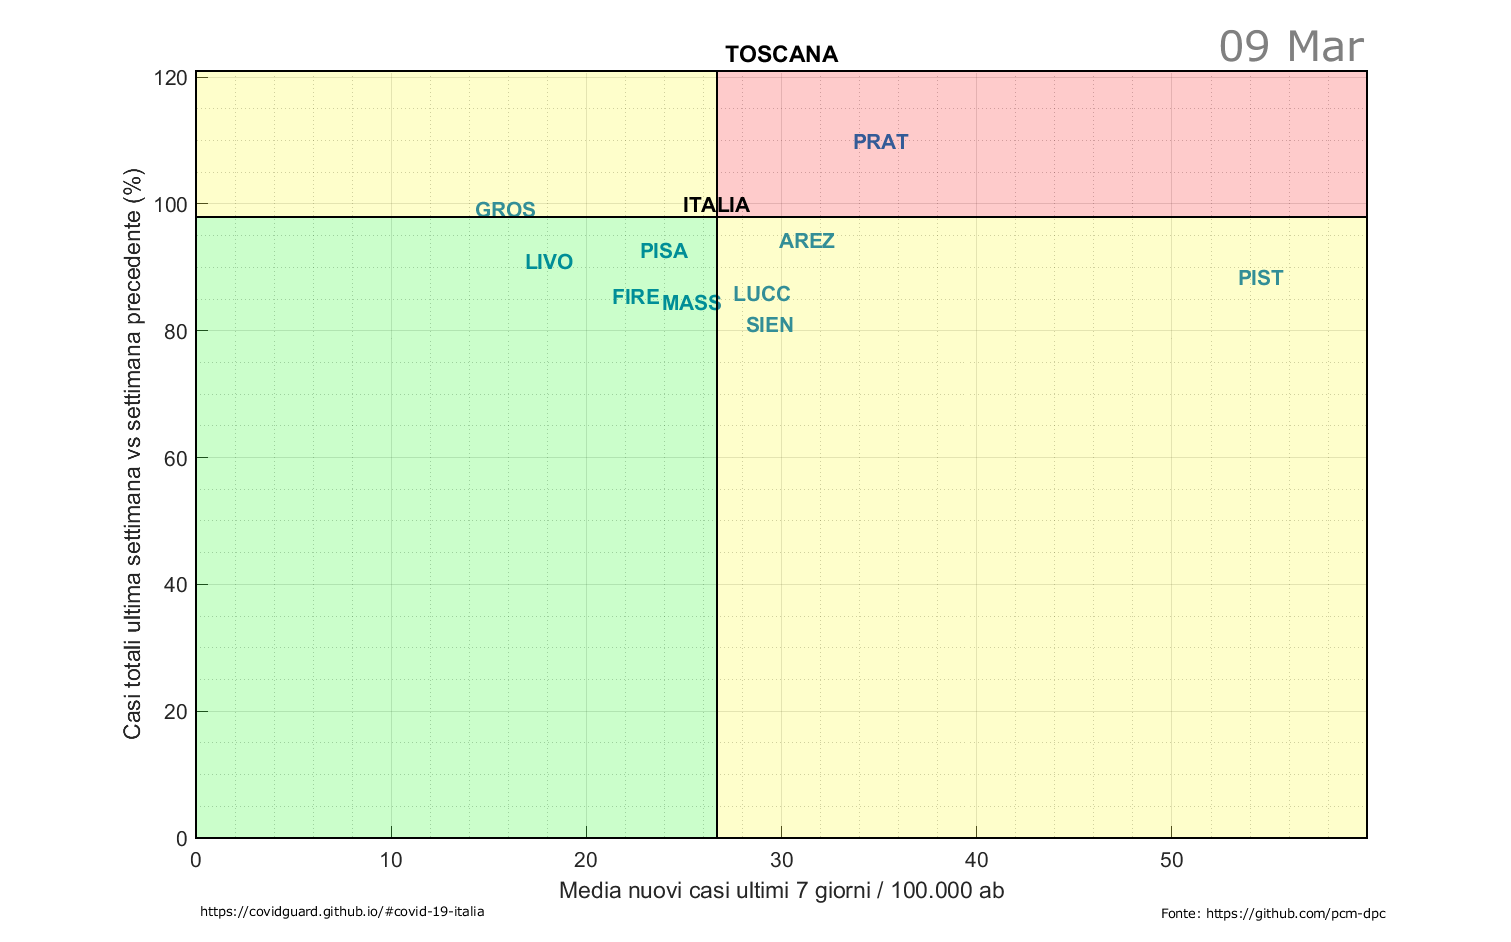 09 Mar
TOSCANA
120
100
80
60
40
20
0
Casi totali ultima settimana vs settimana precedente (%)
PRAT
GROS
ITALIA
AREZ
PISA
LIVO
PIST
FIRE
MASS
LUCC
SIEN
0 10 20 30 40 50
Media nuovi casi ultimi 7 giorni / 100.000 ab
https://covidguard.github.io/#covid-19-italia
Fonte: https://github.com/pcm-dpc